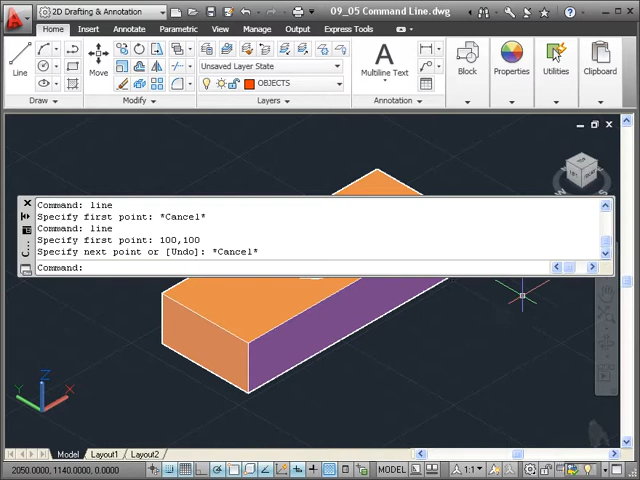 2D Drafting & Annotation
09_05 Command Line.dwg
Home Insert Annotate Parametric View Manage Output Express Tools
Line
Move
Unsaved Layer State
OBJECTS
Multiline Text
Block
Properties
Utilities
Clipboard
Draw
Modify
Layers
Annotation
Command: line
Specify first point: *Cancel*
Command: line
Specify first point: 100,100
Specify next point or [Undo]: *Cancel*
Command:
Z
Y
X
Model Layout1 Layout2
2050.0000, 1140.0000, 0.0000
MODEL
1:1